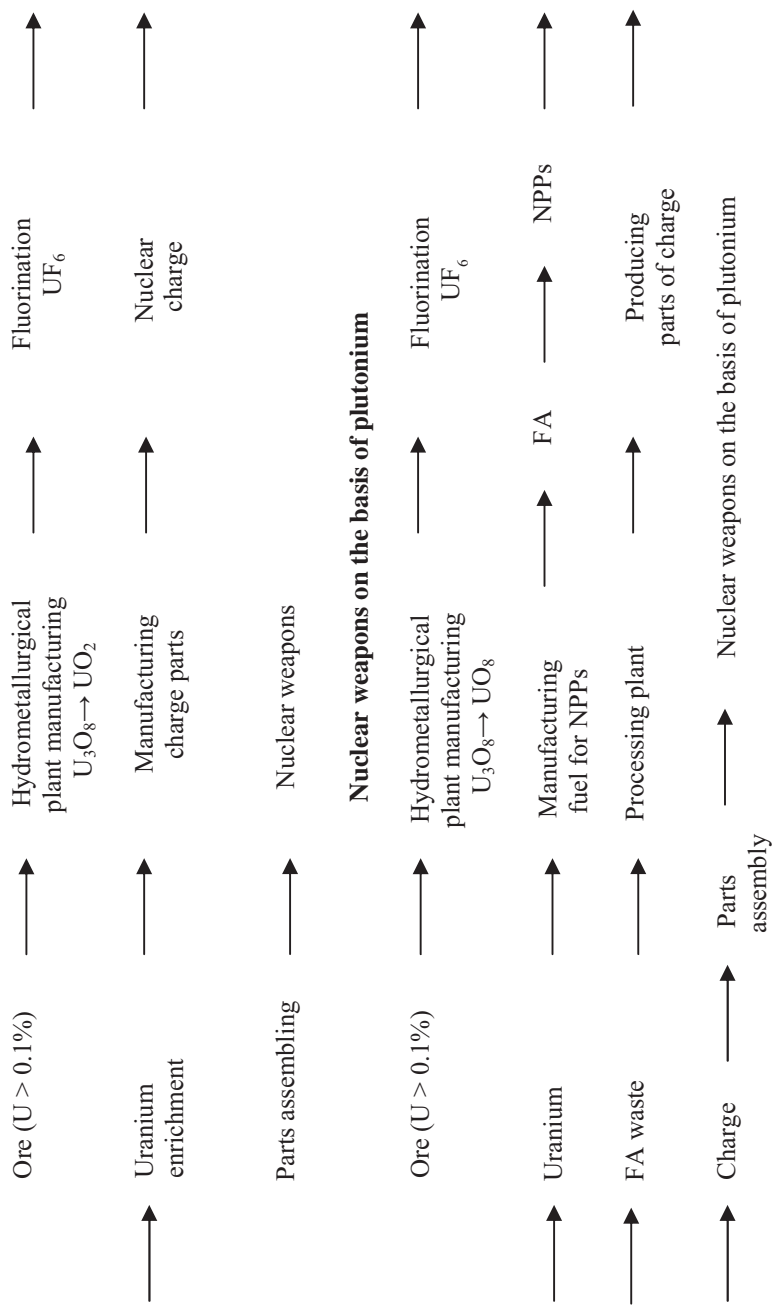 Ore (U > 0.1%)
Hydrometallurgical
plant manufacturing
U₃O₈→ UO₂
Fluorination
UF₆
Uranium
enrichment
Manufacturing
charge parts
Nuclear
charge
Parts assembling
Nuclear weapons
Nuclear weapons on the basis of plutonium
Ore (U > 0.1%)
Hydrometallurgical
plant manufacturing
U₃O₈→ UO₈
Fluorination
UF₆
Uranium
Manufacturing
fuel for NPPs
FA
NPPs
FA waste
Processing plant
Producing
parts of charge
Charge
Parts
assembly
Nuclear weapons on the basis of plutonium